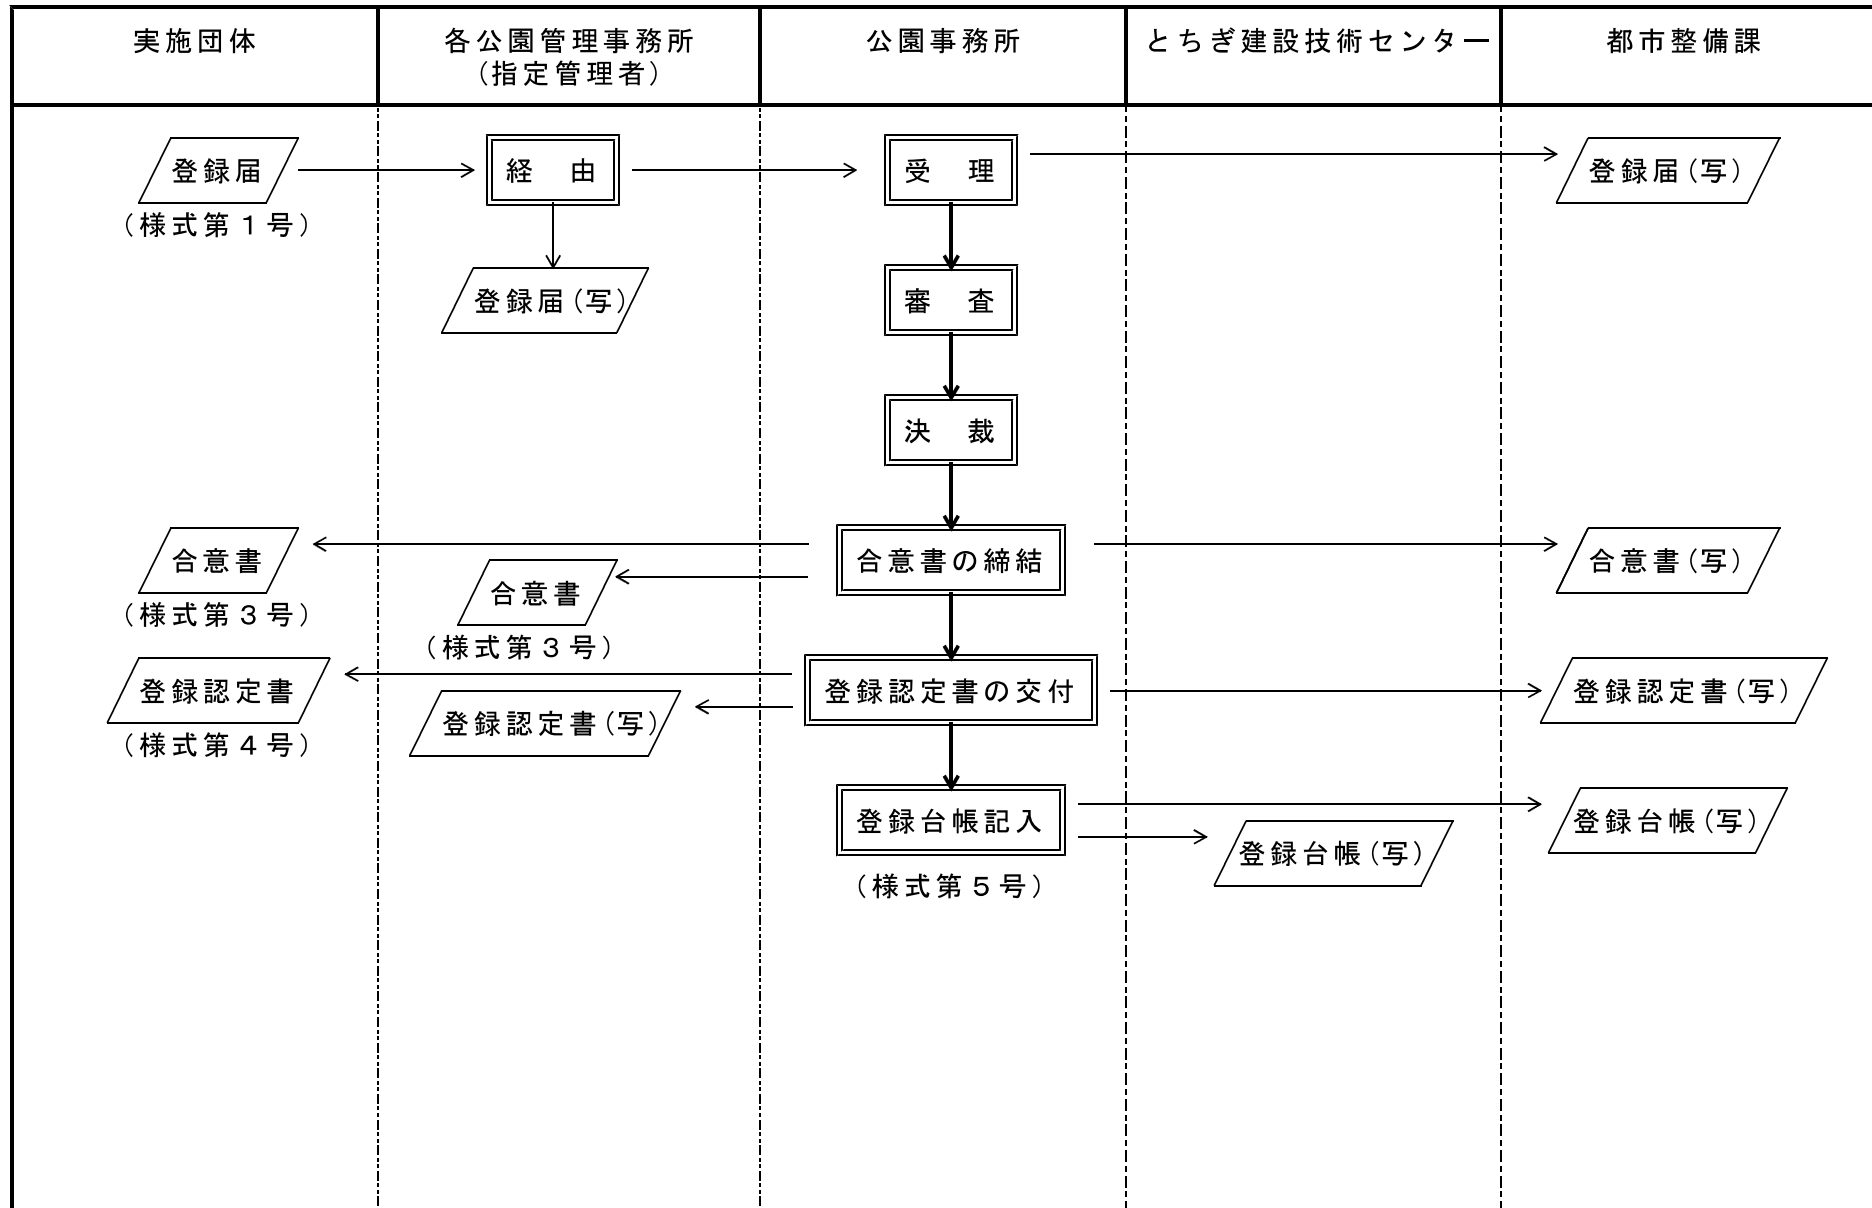 実施団体
各公園管理事務所
（指定管理者）
公園事務所
とちぎ建設技術センター
都市整備課
登録届
経　由
受　理
登録届（写）
（様式第１号）
登録届（写）
審　査
決　裁
合意書
合意書の締結
合意書（写）
合意書
（様式第３号）
（様式第３号）
登録認定書
登録認定書の交付
登録認定書（写）
登録認定書（写）
（様式第４号）
登録台帳記入
登録台帳（写）
登録台帳（写）
（様式第５号）